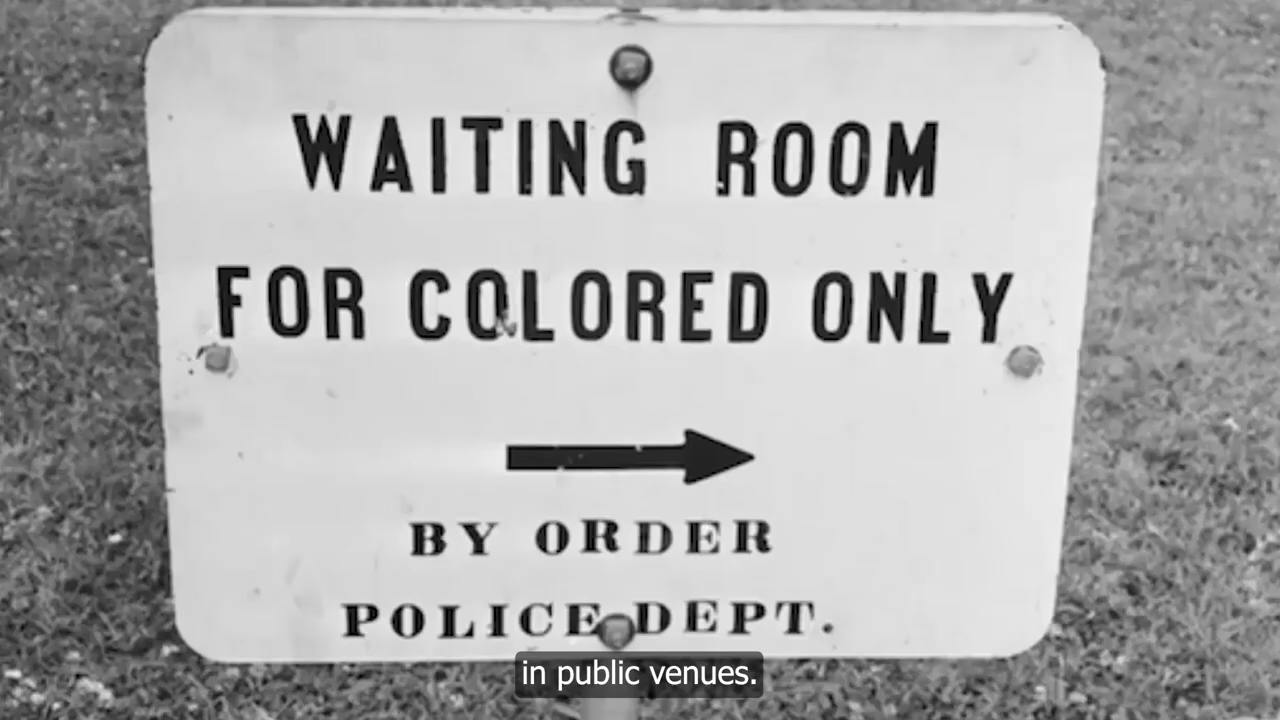 WAITING ROOM
FOR COLORED ONLY
BY ORDER
POLICE DEPT.
in public venues.